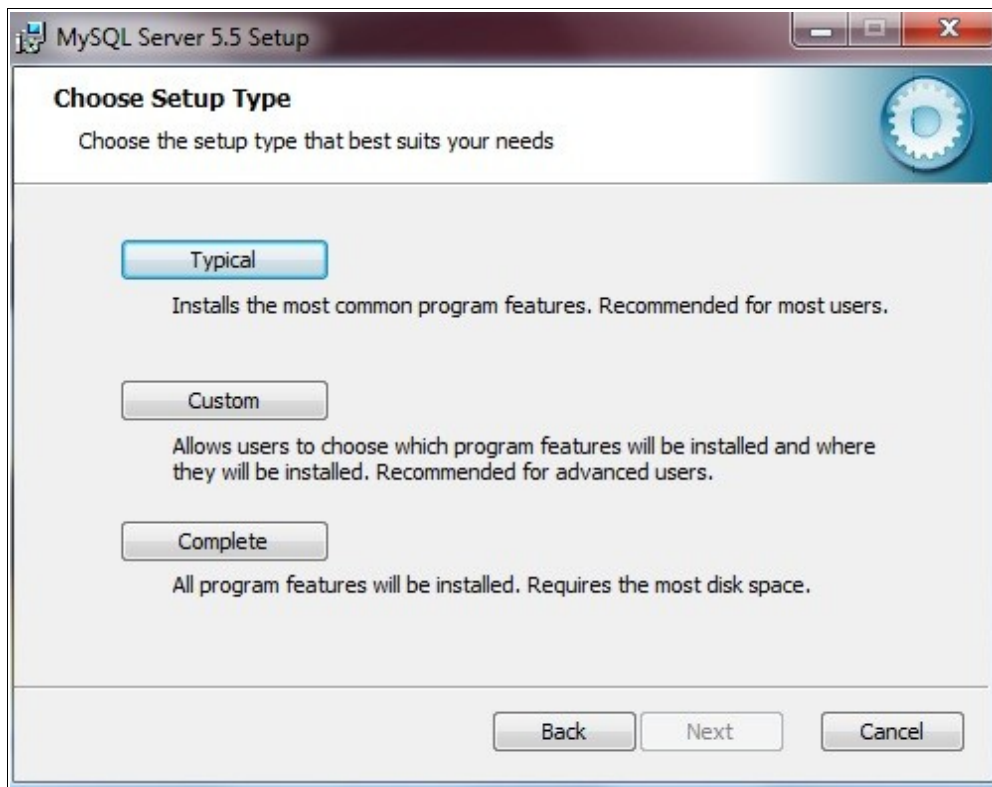 MySQL Server 5.5 Setup
Choose Setup Type
Choose the setup type that best suits your needs
Typical
Installs the most common program features. Recommended for most users.
Custom
Allows users to choose which program features will be installed and where
they will be installed. Recommended for advanced users.
Complete
All program features will be installed. Requires the most disk space.
Back Next Cancel